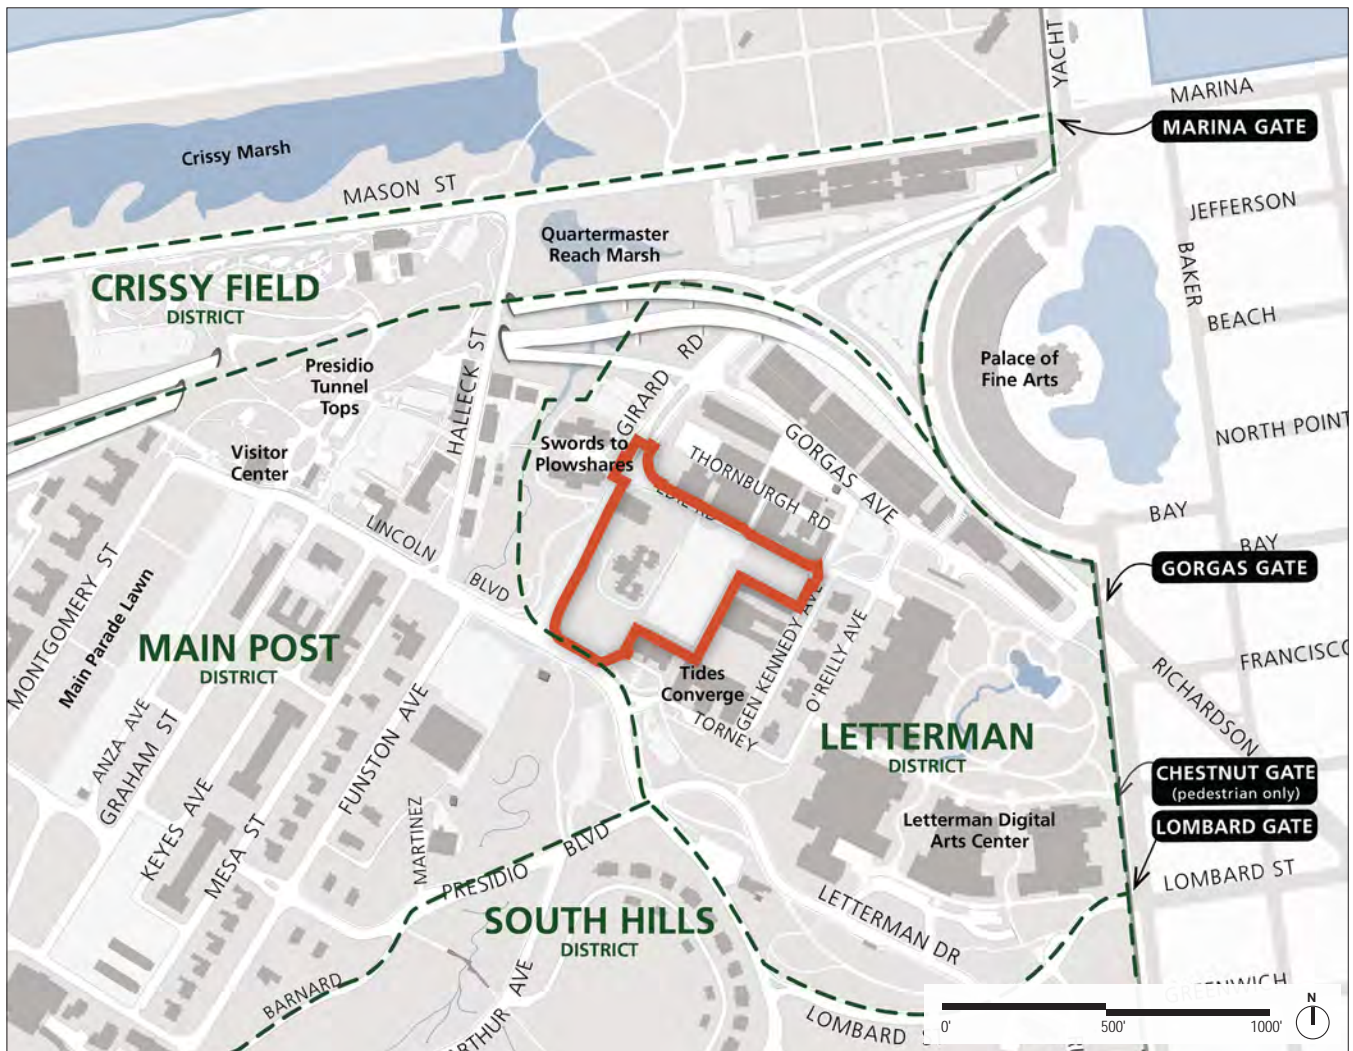 YACHT
MARINA
MARINA GATE
Crissy Marsh
MASON ST
JEFFERSON
Quartermaster
Reach Marsh
BAKER
CRISSY FIELD
DISTRICT
BEACH
HALLECK ST
RD
GIRARD
Presidio
Tunnel
Tops
Palace of
Fine Arts
NORTH POINT
Visitor
Center
Swords to
Plowshares
THORNBURGH RD
GORGAS AVE
BAY
BAY
LINCOLN
BLVD
GORGAS GATE
MONTGOMERY ST
Main Parade Lawn
MAIN POST
DISTRICT
FRANCISCO
RICHARDSON
Tides
Converge
GEN KENNEDY AVE
O'REILLY AVE
TORNEY
LETTERMAN
DISTRICT
ANZA AVE
GRAHAM ST
FUNSTON AVE
KEYES AVE
MESA ST
MARTINEZ
CHESTNUT GATE
(pedestrian only)
LOMBARD GATE
Letterman Digital
Arts Center
PRESIDIO
BLVD
LOMBARD ST
SOUTH HILLS
DISTRICT
LETTERMAN DR
BARNARD
ARTHUR AVE
GREENWICH
LOMBARD
0'
500'
1000'
N